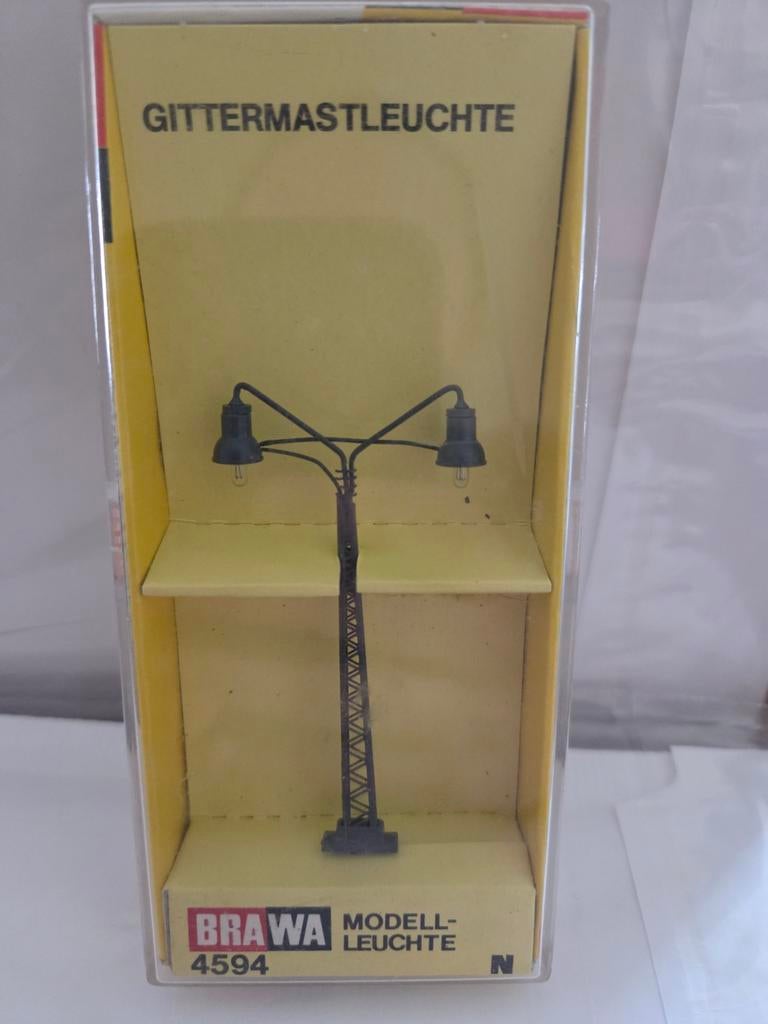 GITTERMASTLEUCHTE
BRAWA MODELL-
LEUCHTE
4594 N